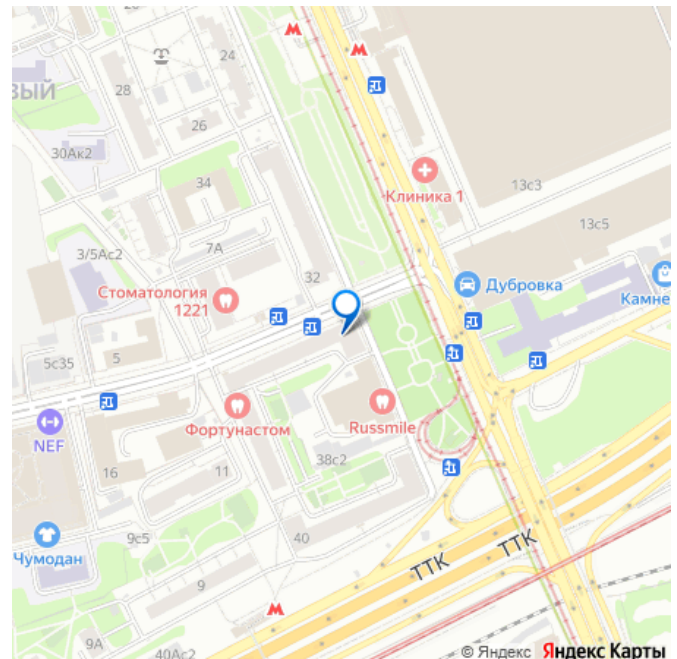 24
ВЫЙ
28
26
30Ак2
Клиника 1
34
13с3
13с5
7А
3/5Ас2
32
Стоматология
1221
Дубровка
Камне
5с35
5
NEF
Фортунастом
Russmile
38с2
16
11
9с5
40
ТТК
ТТК
Чумодан
9
9А
40Ас2
© Яндекс Яндекс Карты